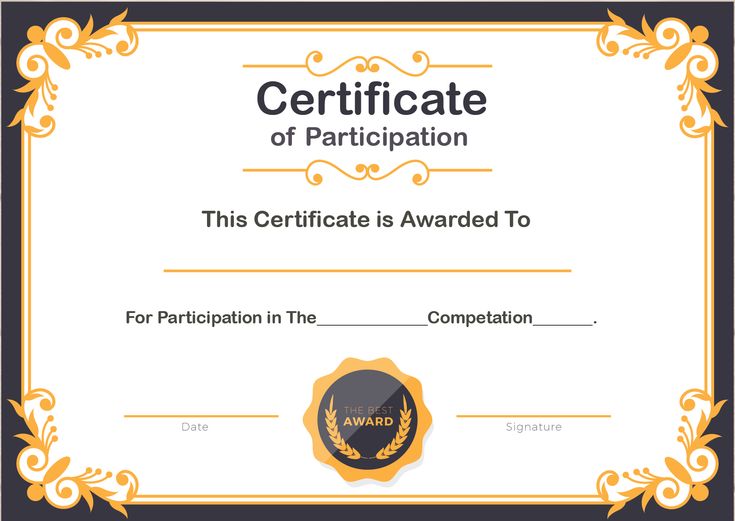 Certificate
of Participation
This Certificate is Awarded To
For Participation in The____________Competation_______.
THE BEST
AWARD
Date
Signature